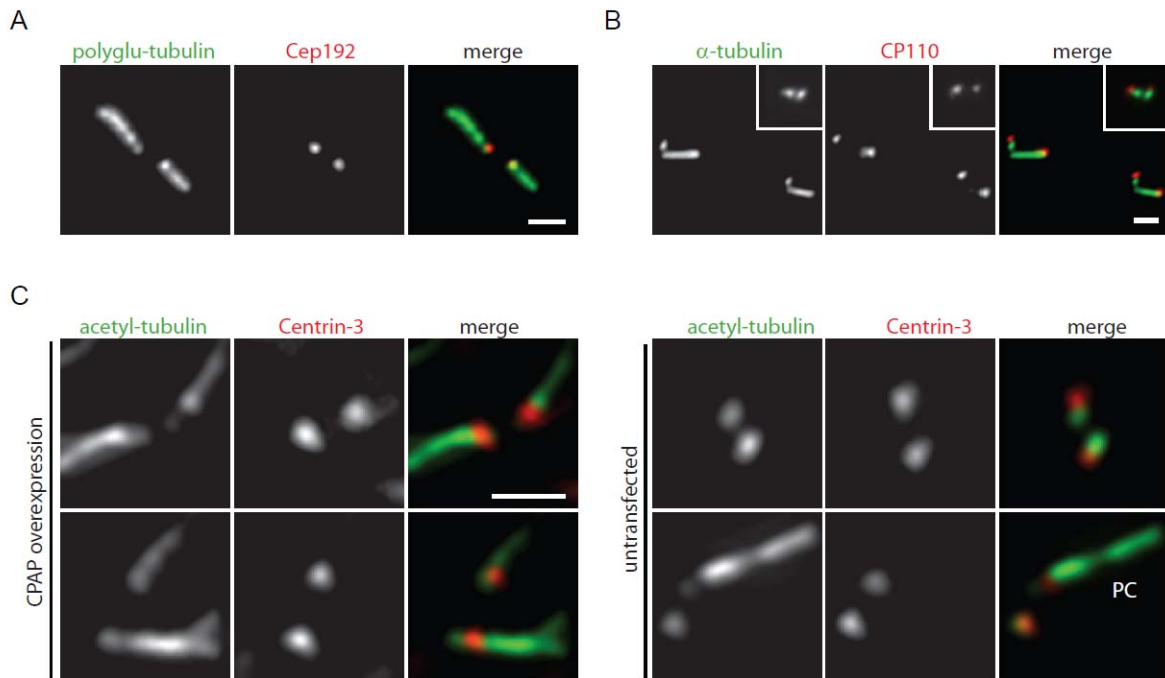 A
polyglu-tubulin Cep192 merge
B
α-tubulin CP110 merge
C
acetyl-tubulin Centrin-3 merge
CPAP overexpression
acetyl-tubulin Centrin-3 merge
untransfected
PC